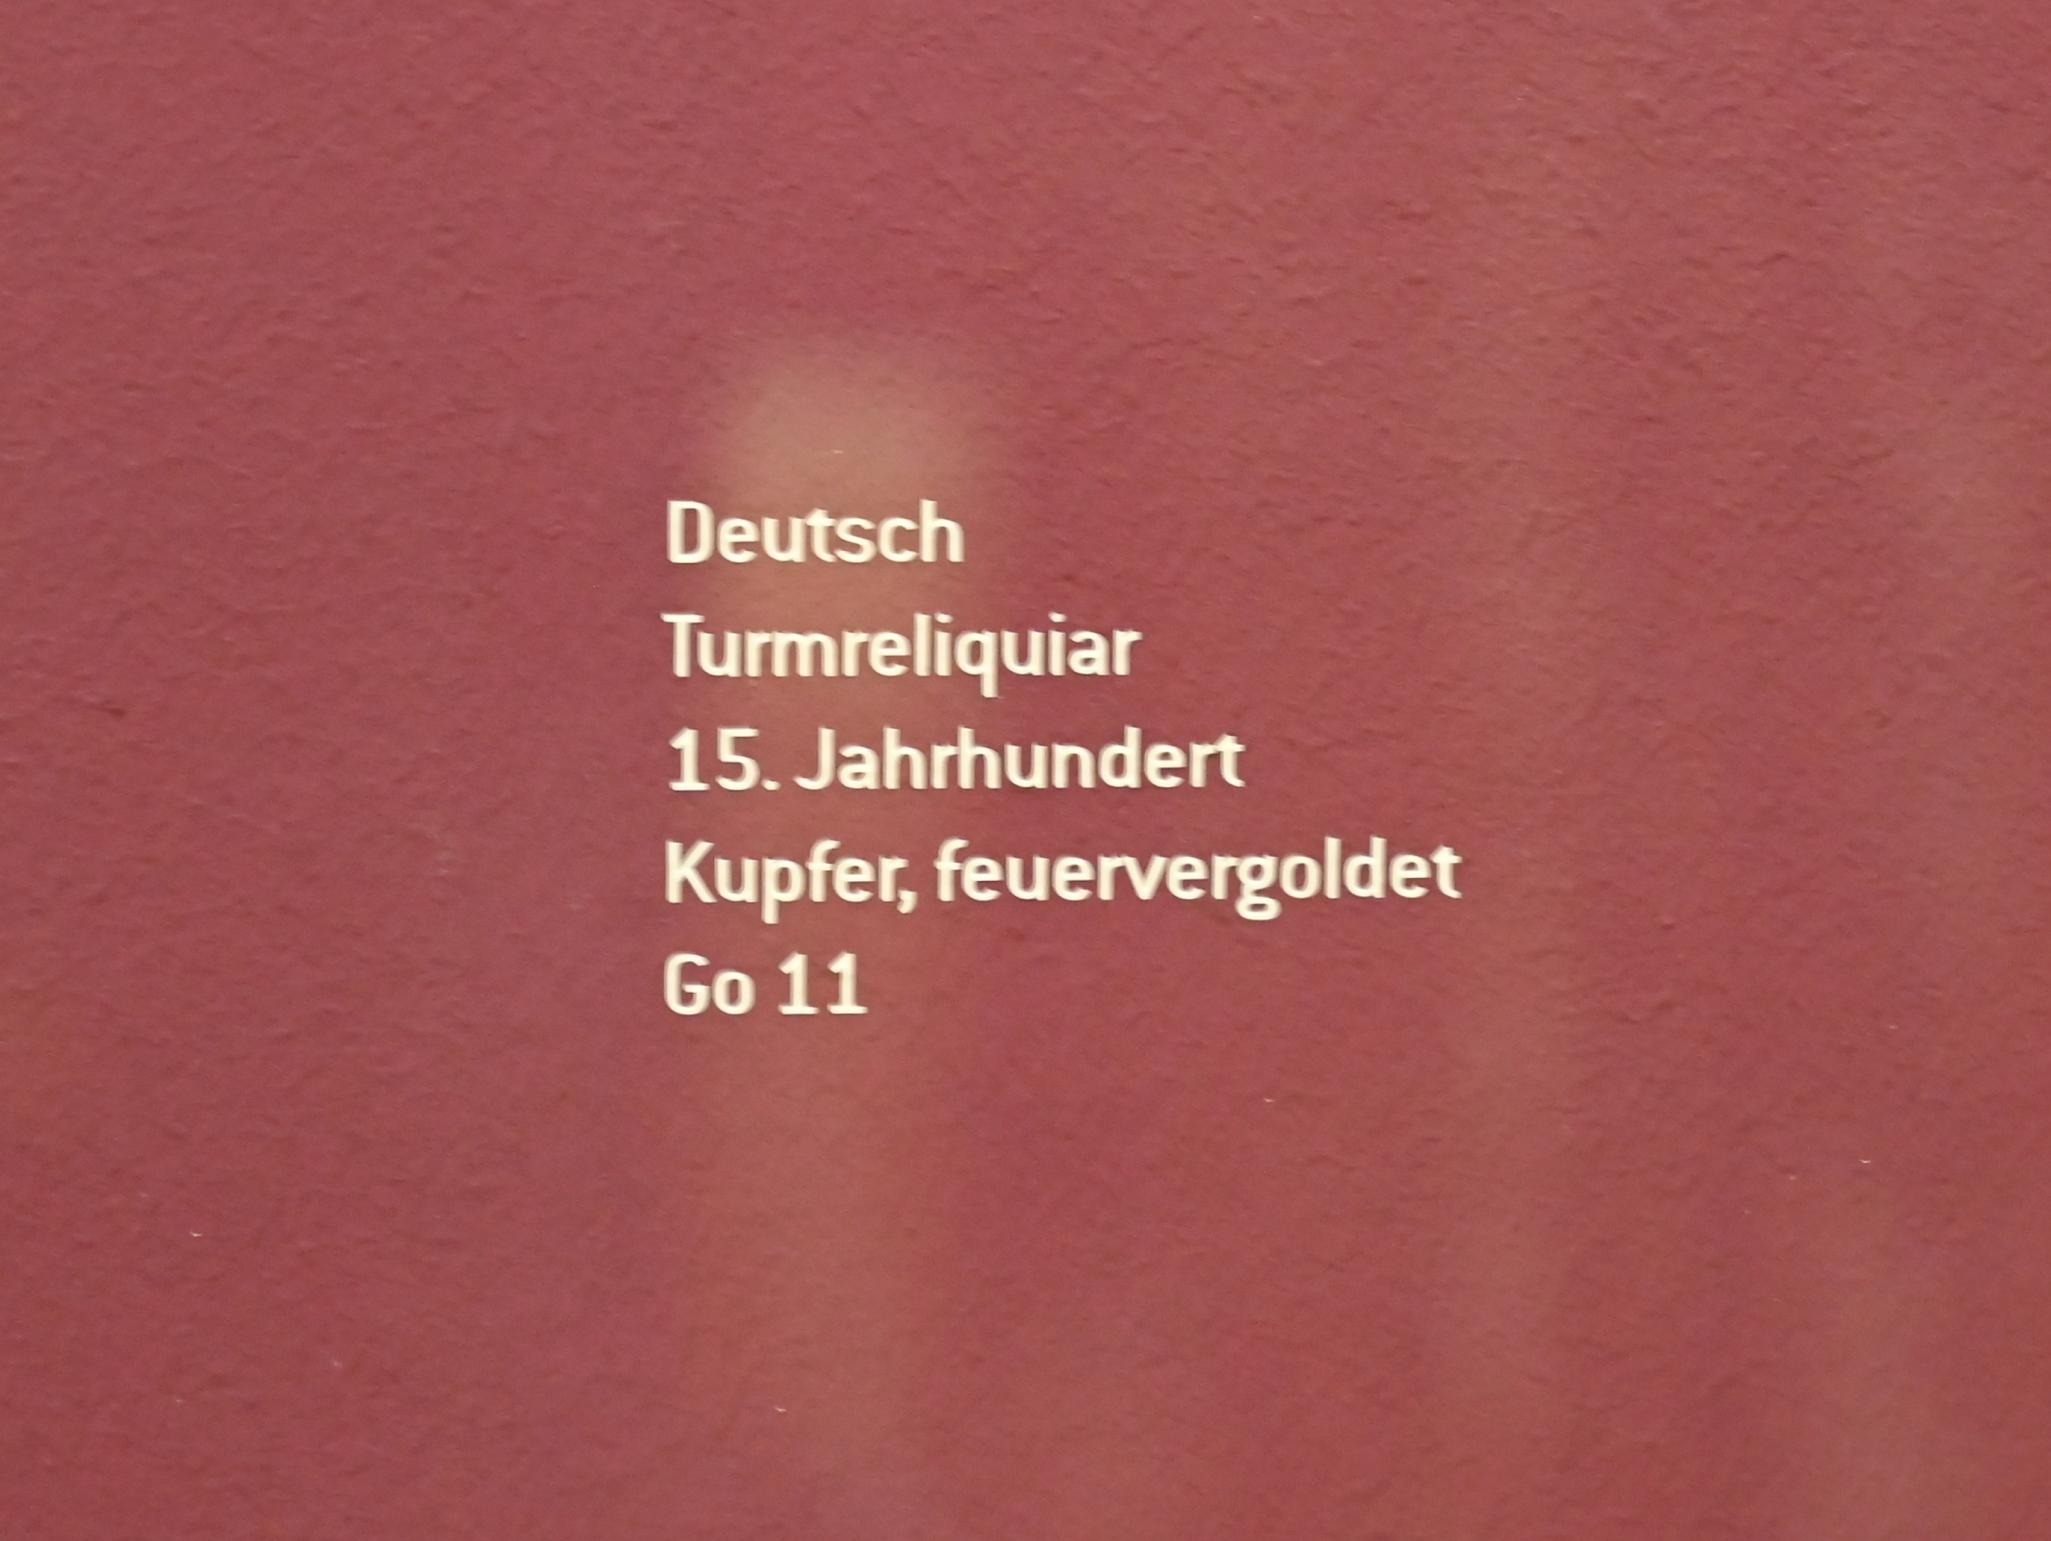 Deutsch
Turmreliquiar
15. Jahrhundert
Kupfer, feuervergoldet
Go 11